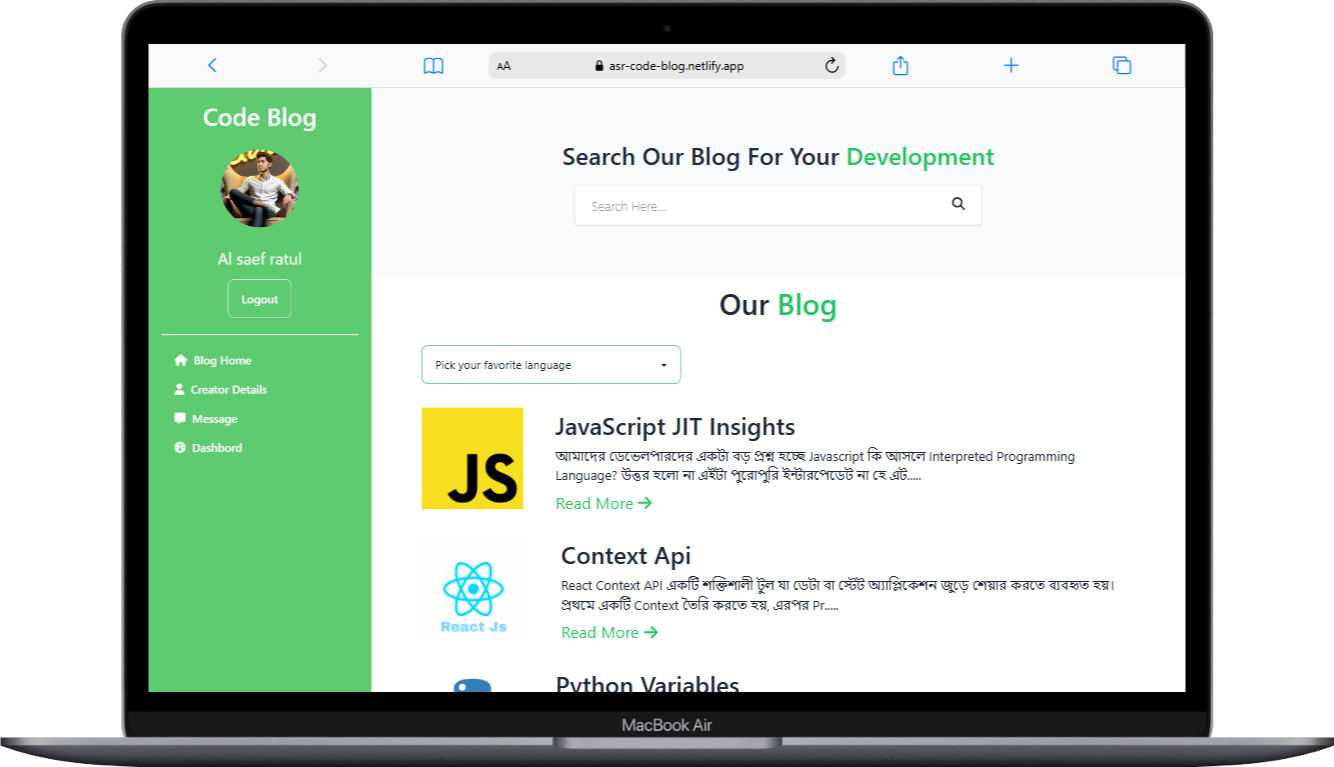 AA asr-code-blog.netlify.app
Code Blog
Al saef ratul
Logout
Blog Home
Creator Details
Message
Dashbord
Search Our Blog For Your Development
Search Here...
Our Blog
Pick your favorite language
JS
JavaScript JIT Insights
আমাদের ডেভেলপারদের একটা বড় প্রশ্ন হচ্ছে Javascript কি আসলে Interpreted Programming
Language? উত্তর হলো না এইটা পুরোপুরি ইন্টারপেডেট না হে এট.....
Read More
React Js
Context Api
React Context API একটি শক্তিশালী টুল যা ডেটা বা স্টেট অ্যাপ্লিকেশন জুড়ে শেয়ার করতে ব্যবহৃত হয়।
প্রথমে একটি Context তৈরি করতে হয়, এরপর Pr.....
Read More
Python Variables
MacBook Air